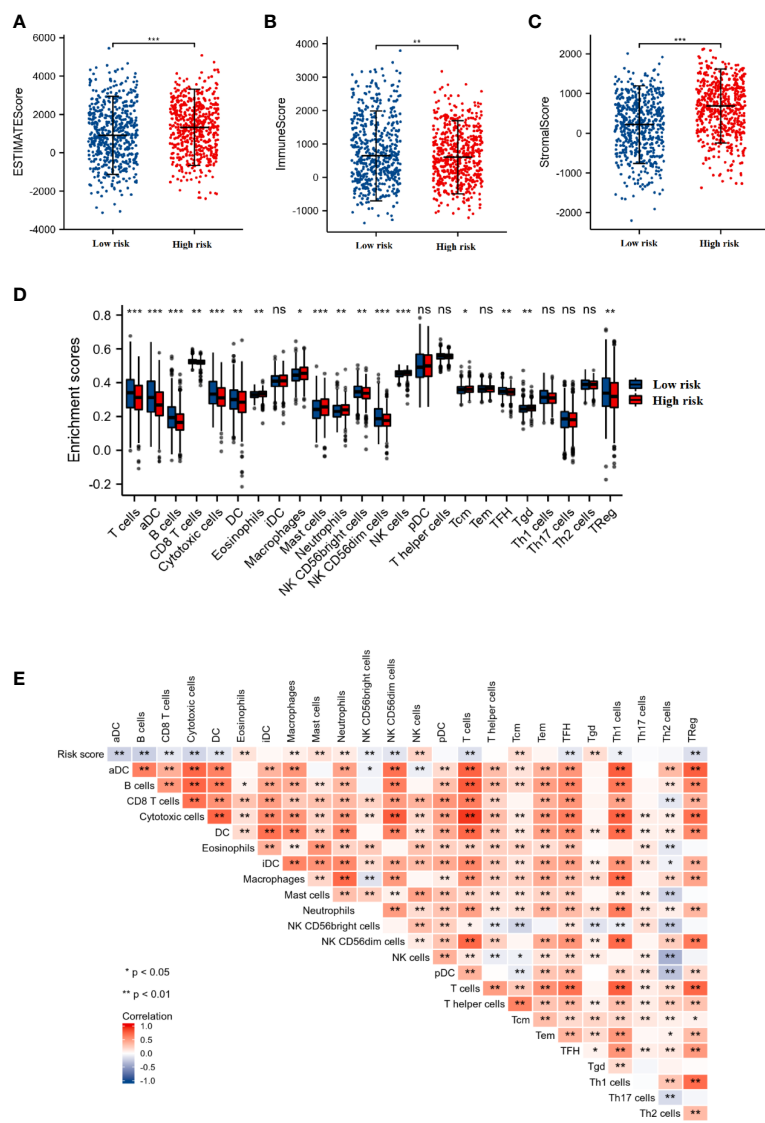 A
***
ESTIMATEScore
6000
4000
2000
0
-2000
-4000
Low risk
High risk
B
**
ImmuneScore
4000
3000
2000
1000
0
-1000
Low risk
High risk
C
***
StromalScore
2000
1000
0
-1000
-2000
Low risk
High risk
D
*** *** *** ** *** ** ** ns * *** ** ** *** *** ns ns * ns ** ** ns ns ns **
Enrichment scores
0.8
0.6
0.4
0.2
0.0
-0.2
Low risk
High risk
T cells
aDC
B cells
CD8 T cells
Cytotoxic cells
DC
Eosinophils
iDC
Macrophages
Mast cells
Neutrophils
NK CD56bright cells
NK CD56dim cells
NK cells
pDC
T helper cells
Tcm
Tem
TFH
Tgd
Th1 cells
Th17 cells
Th2 cells
TReg
E
aDC
B cells
CD8 T cells
Cytotoxic cells
DC
Eosinophils
iDC
Macrophages
Mast cells
Neutrophils
NK CD56bright cells
NK CD56dim cells
NK cells
pDC
T cells
T helper cells
Tcm
Tem
TFH
Tgd
Th1 cells
Th17 cells
Th2 cells
TReg
Risk score
aDC
B cells
CD8 T cells
Cytotoxic cells
DC
Eosinophils
iDC
Macrophages
Mast cells
Neutrophils
NK CD56bright cells
NK CD56dim cells
NK cells
pDC
T cells
T helper cells
Tcm
Tem
TFH
Tgd
Th1 cells
Th17 cells
Th2 cells
* p < 0.05
** p < 0.01
Correlation
1.0
0.5
0.0
-0.5
-1.0